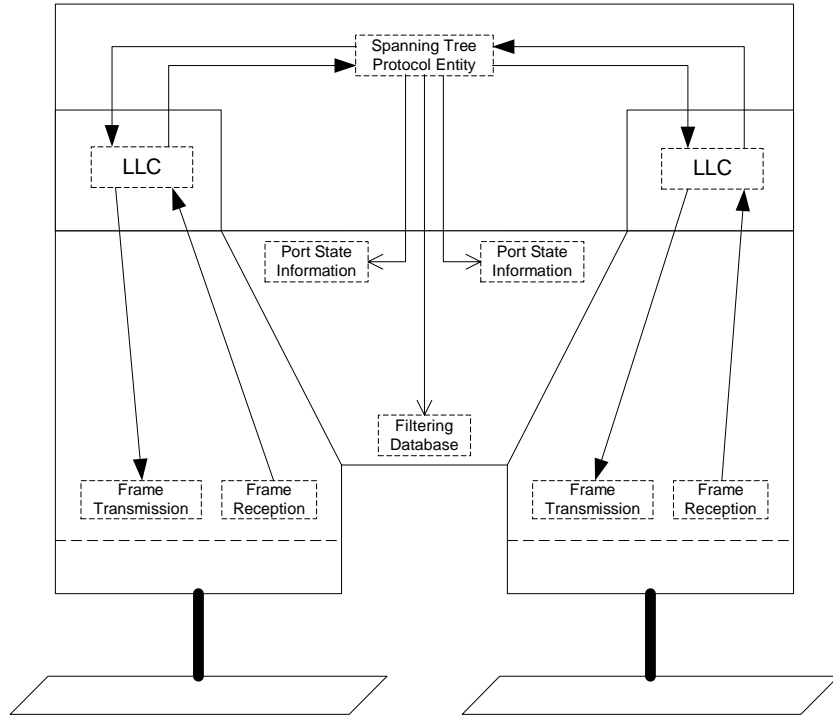 Spanning Tree
Protocol Entity
LLC
LLC
Port State
Information
Port State
Information
Filtering
Database
Frame
Transmission
Frame
Reception
Frame
Transmission
Frame
Reception